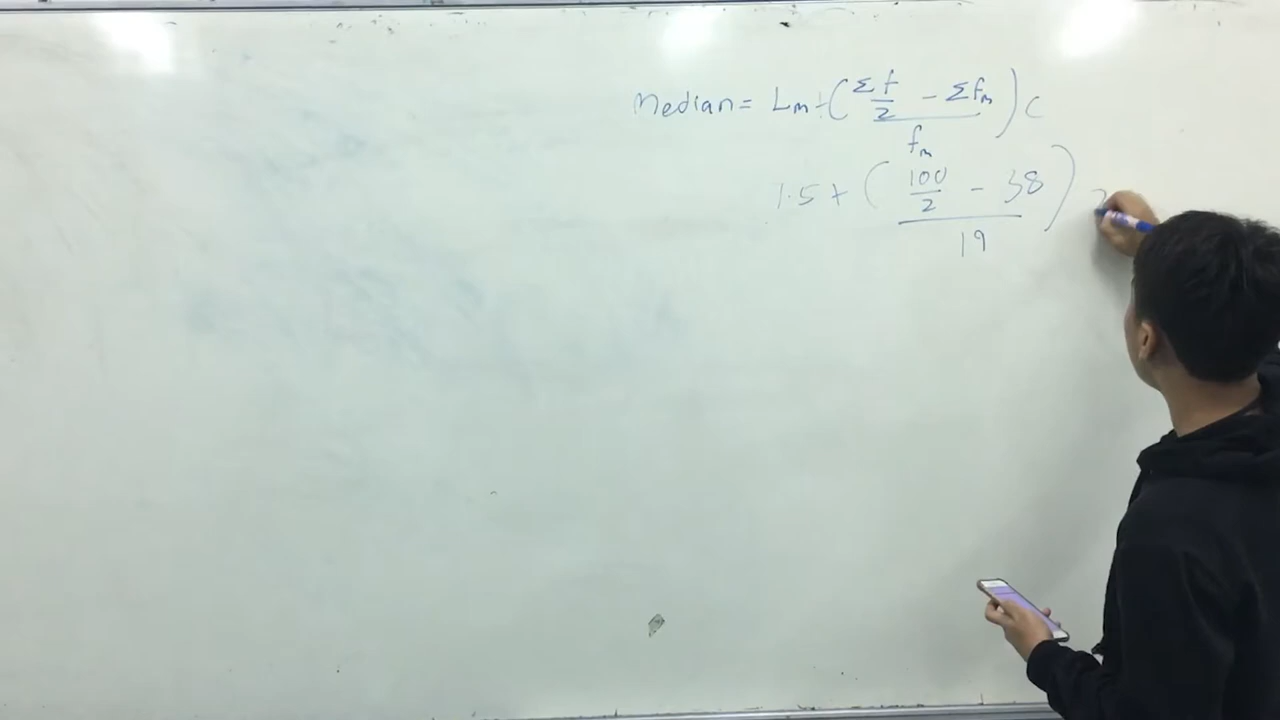 Median = Lm + ( Σf/2 - Σfm / fm ) c
1.5 + ( 100/2 - 38 / 19 )